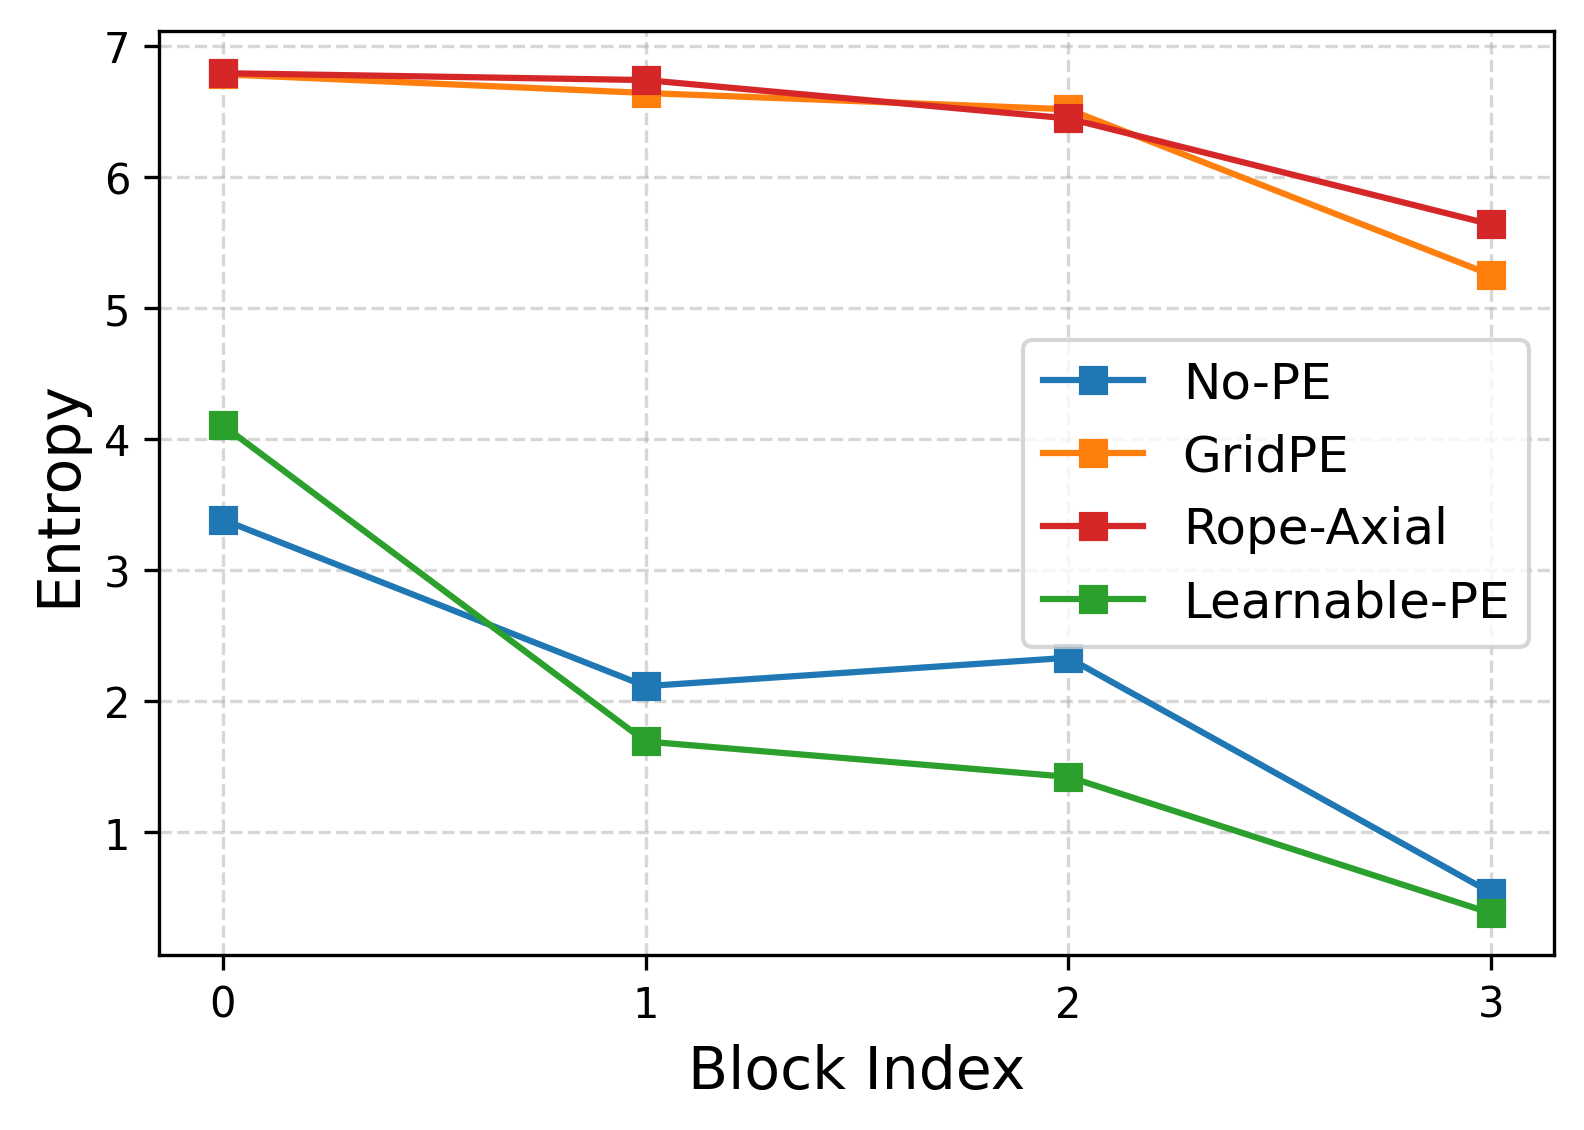 7
6
5
4
3
2
1
Entropy
No-PE
GridPE
Rope-Axial
Learnable-PE
0 1 2 3
Block Index